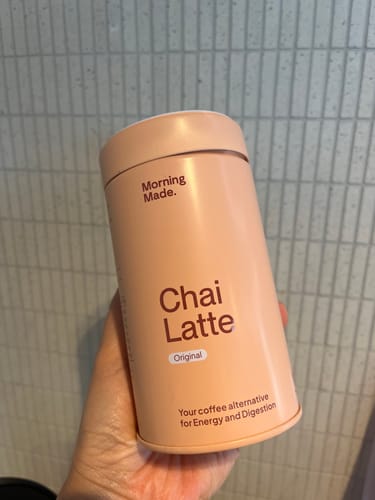 Morning
Made.
Chai
Latte
Original
Your coffee alternative
for Energy and Digestion